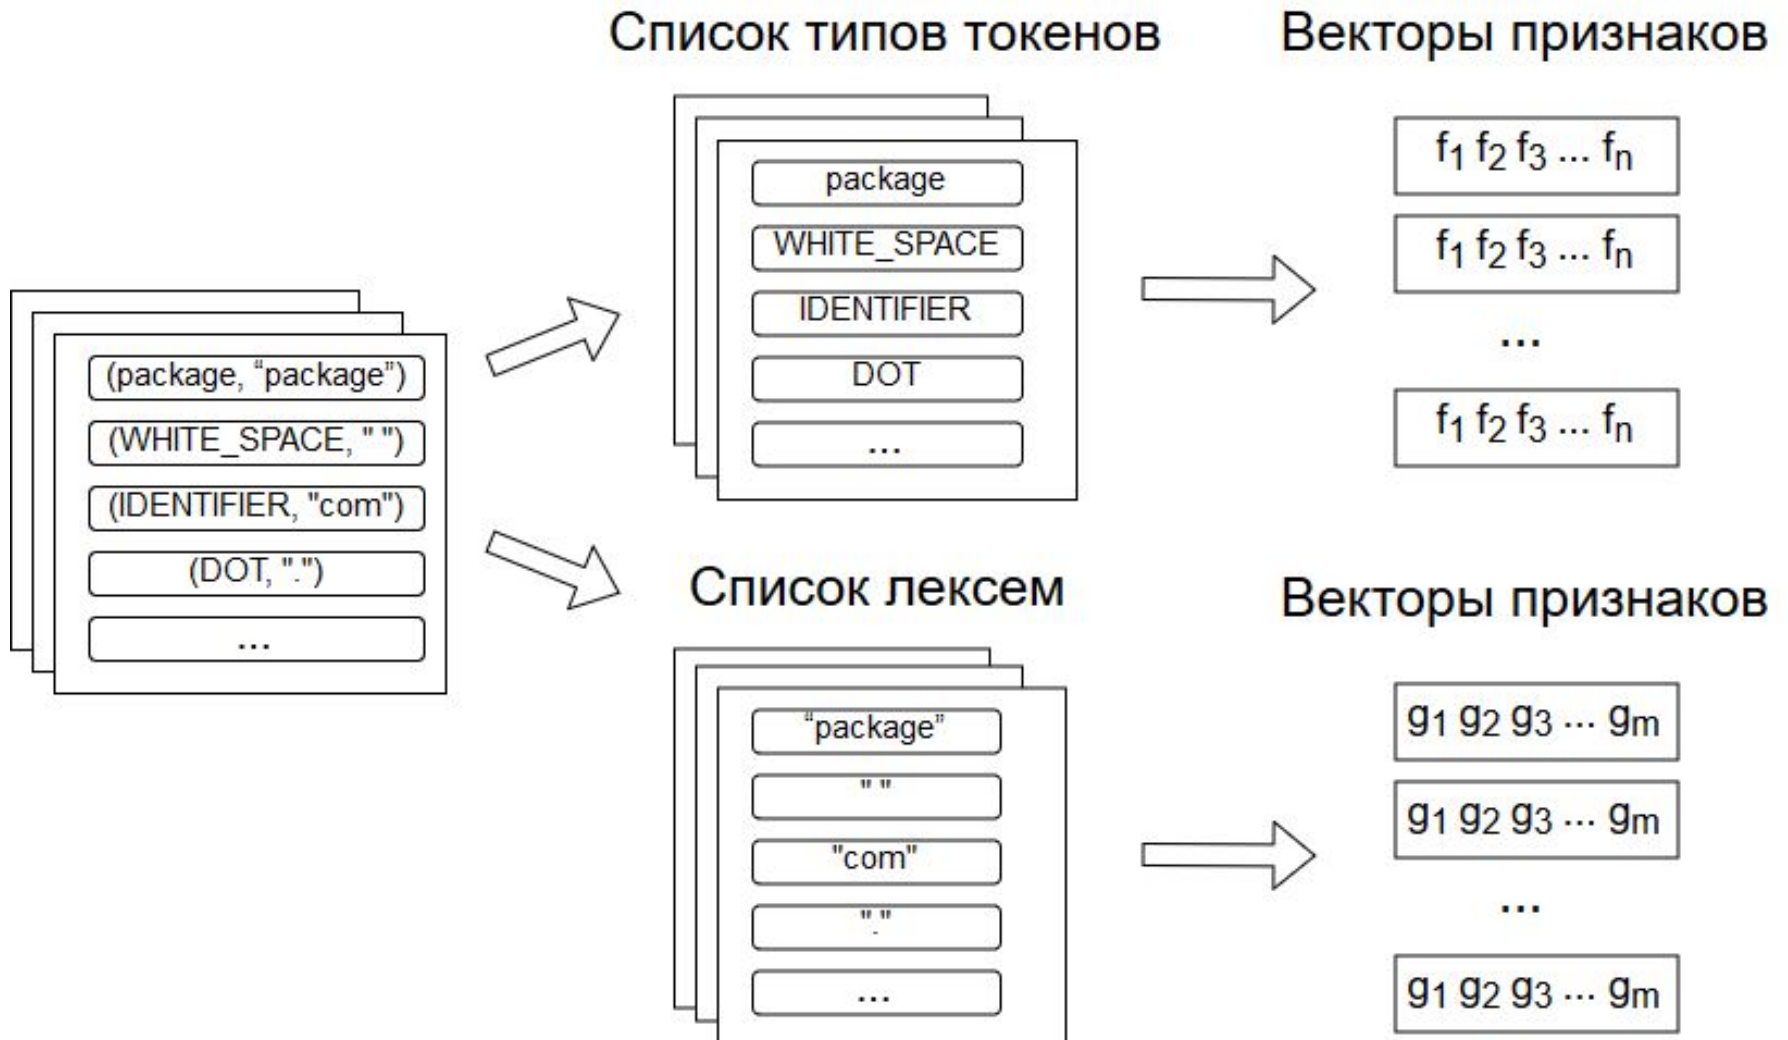 Список типов токенов
Векторы признаков
package
WHITE_SPACE
IDENTIFIER
DOT
...
f1 f2 f3 ... fn
f1 f2 f3 ... fn
...
f1 f2 f3 ... fn
(package, “package”)
(WHITE_SPACE, " ")
(IDENTIFIER, "com")
(DOT, ".")
...
Список лексем
Векторы признаков
“package”
" "
"com"
"."
...
g1 g2 g3 ... gm
g1 g2 g3 ... gm
...
g1 g2 g3 ... gm